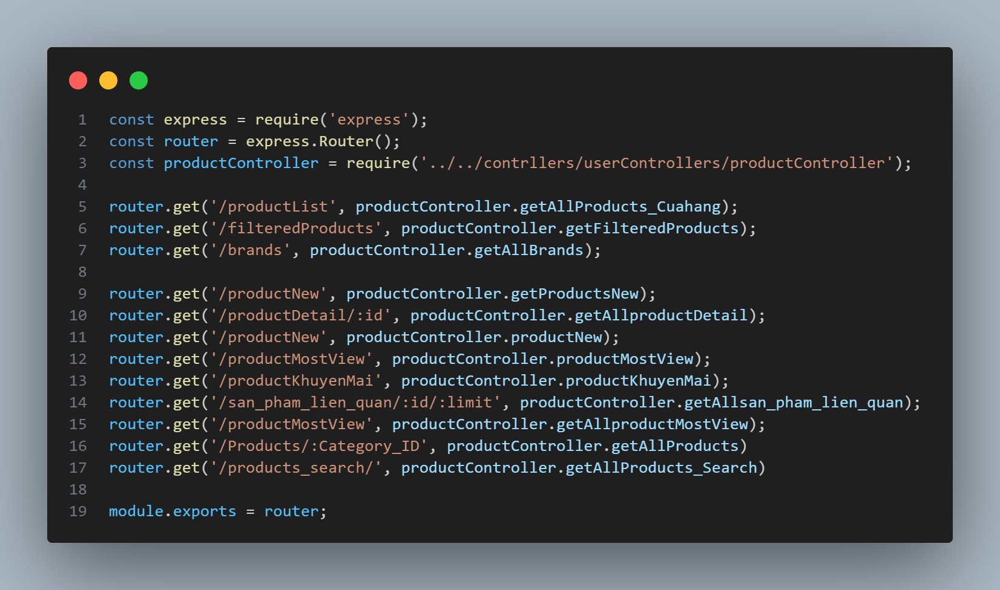 1 const express = require('express');
2 const router = express.Router();
3 const productController = require('../../contrllers/userControllers/productController');
4
5 router.get('/productList', productController.getAllProducts_Cuahang);
6 router.get('/filteredProducts', productController.getFilteredProducts);
7 router.get('/brands', productController.getAllBrands);
8
9 router.get('/productNew', productController.getProductsNew);
10 router.get('/productDetail/:id', productController.getAllproductDetail);
11 router.get('/productNew', productController.productNew);
12 router.get('/productMostView', productController.productMostView);
13 router.get('/productKhuyenMai', productController.productKhuyenMai);
14 router.get('/san_pham_lien_quan/:id/:limit', productController.getAllsan_pham_lien_quan);
15 router.get('/productMostView', productController.getAllproductMostView);
16 router.get('/Products/:Category_ID', productController.getAllProducts)
17 router.get('/products_search/', productController.getAllProducts_Search)
18
19 module.exports = router;